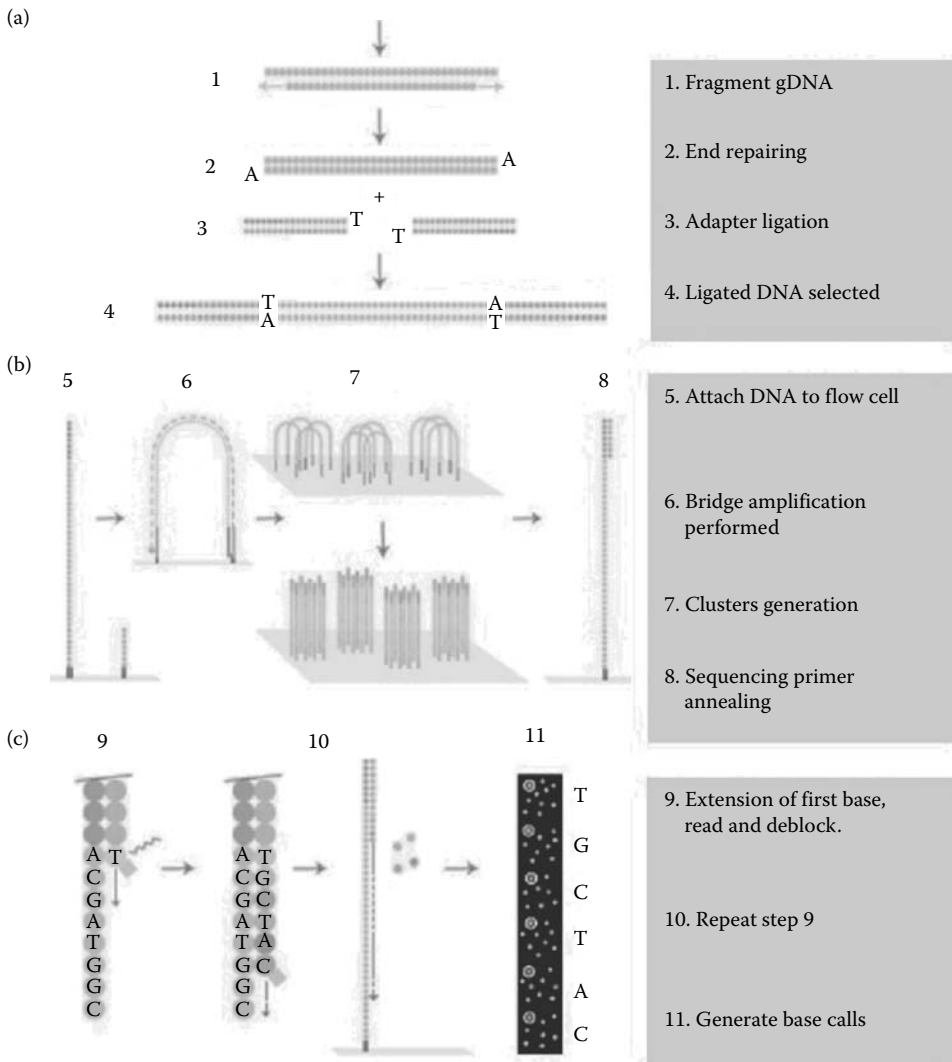 (a)
1
A
2
A
+
T
3
T
T
A
4
A
T
1. Fragment gDNA
2. End repairing
3. Adapter ligation
4. Ligated DNA selected
(b)
5
6
7
8
5. Attach DNA to flow cell
6. Bridge amplification
performed
7. Clusters generation
8. Sequencing primer
annealing
(c)
9
10
11
A T
C
G
A
T
G
G
C
A T
C G
G C
A T
T A
G C
G
C
T
G
C
T
A
C
9. Extension of first base,
read and deblock.
10. Repeat step 9
11. Generate base calls